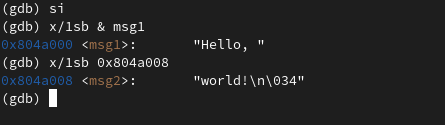 (gdb) si
(gdb) x/1sb & msg1
0x804a000 <msg1>: "Hello, "
(gdb) x/1sb 0x804a008
0x804a008 <msg2>: "world!\n\034"
(gdb)